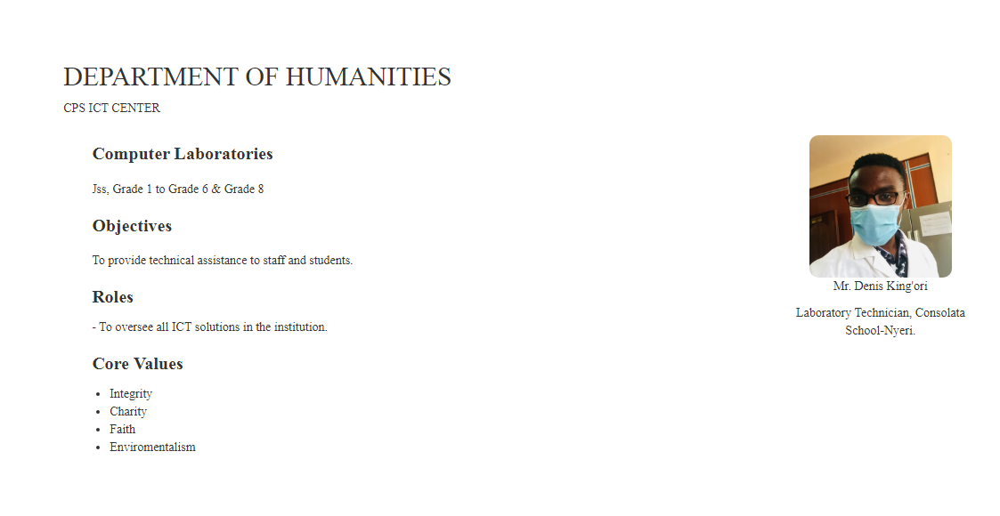 DEPARTMENT OF HUMANITIES
CPS ICT CENTER
Computer Laboratories
Jss, Grade 1 to Grade 6 & Grade 8
Objectives
To provide technical assistance to staff and students.
Roles
- To oversee all ICT solutions in the institution.
Core Values
• Integrity
• Charity
• Faith
• Enviromentalism
Mr. Denis King'ori
Laboratory Technician, Consolata
School-Nyeri.